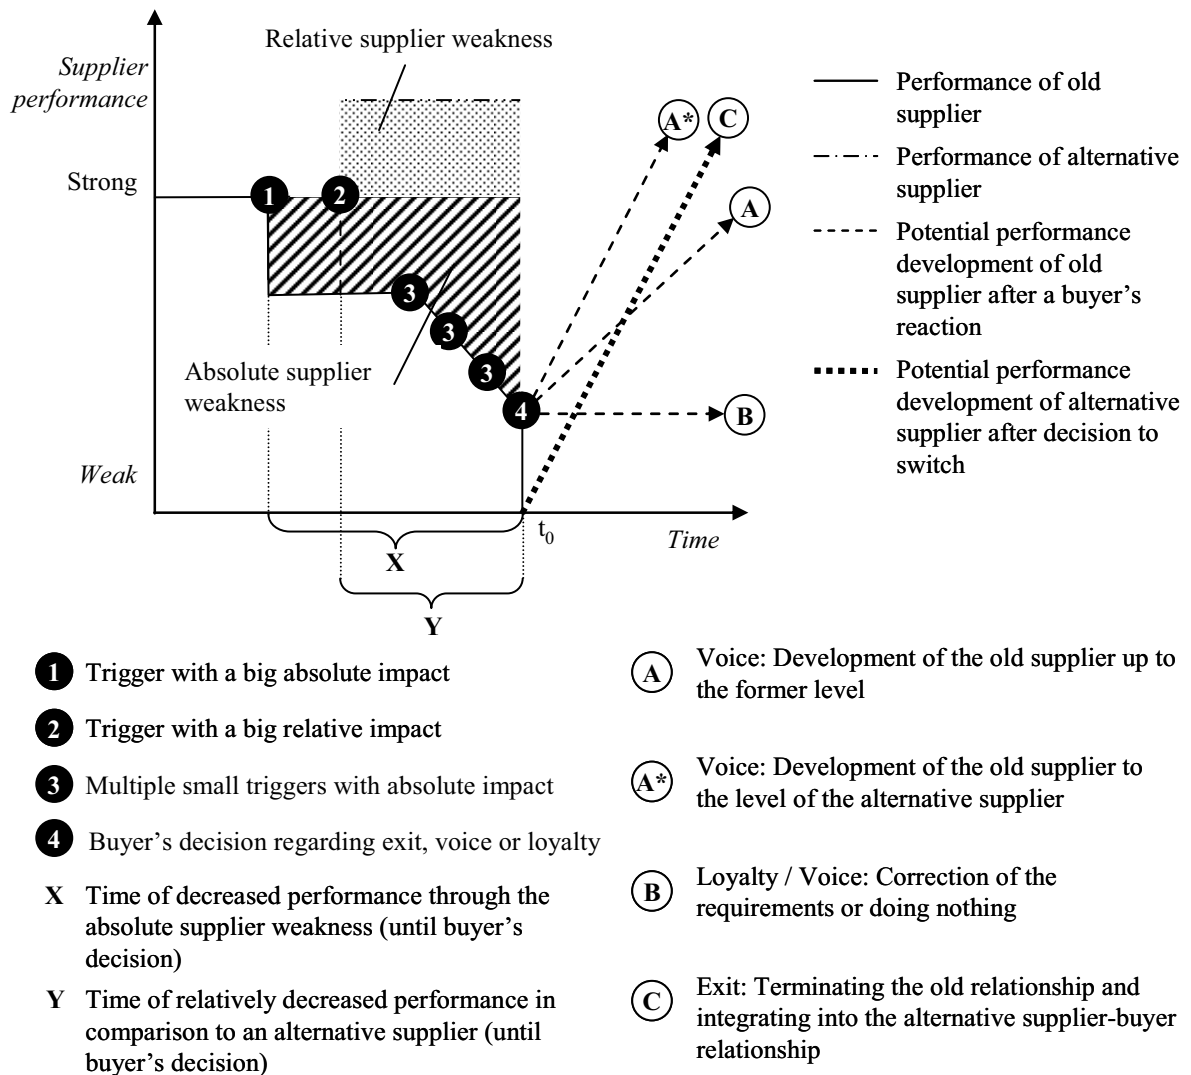 Relative supplier weakness
Supplier
performance
Strong
1
2
3
3
3
4
Absolute supplier
weakness
Weak
A*
C
A
B
t0
Time
X
Y
Performance of old
supplier
Performance of alternative
supplier
Potential performance
development of old
supplier after a buyer’s
reaction
Potential performance
development of alternative
supplier after decision to
switch
1 Trigger with a big absolute impact
2 Trigger with a big relative impact
3 Multiple small triggers with absolute impact
4 Buyer’s decision regarding exit, voice or loyalty
X Time of decreased performance through the
absolute supplier weakness (until buyer’s
decision)
Y Time of relatively decreased performance in
comparison to an alternative supplier (until
buyer’s decision)
A Voice: Development of the old supplier up to
the former level
A* Voice: Development of the old supplier to
the level of the alternative supplier
B Loyalty / Voice: Correction of the
requirements or doing nothing
C Exit: Terminating the old relationship and
integrating into the alternative supplier-buyer
relationship